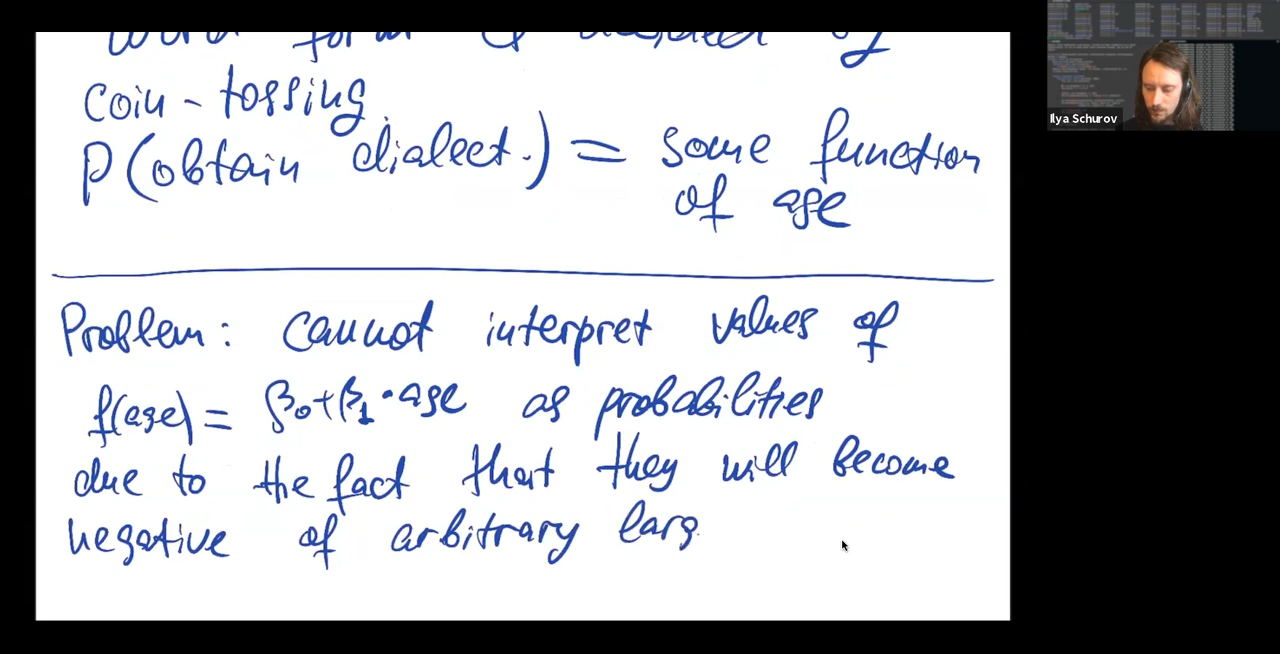 coin - tossing.
P(obtain dialect.) = some function
of age
Problem: cannot interpret values of
f(age) = β₀+β₁·age as probabilities
due to the fact that they will become
negative of arbitrary larg
Ilya Schurov